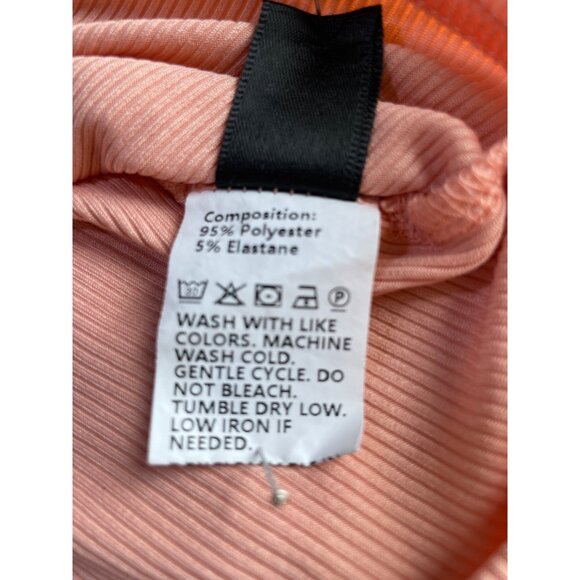 Composition:
95% Polyester
5% Elastane
WASH WITH LIKE
COLORS. MACHINE
WASH COLD.
GENTLE CYCLE. DO
NOT BLEACH.
TUMBLE DRY LOW.
LOW IRON IF
NEEDED.